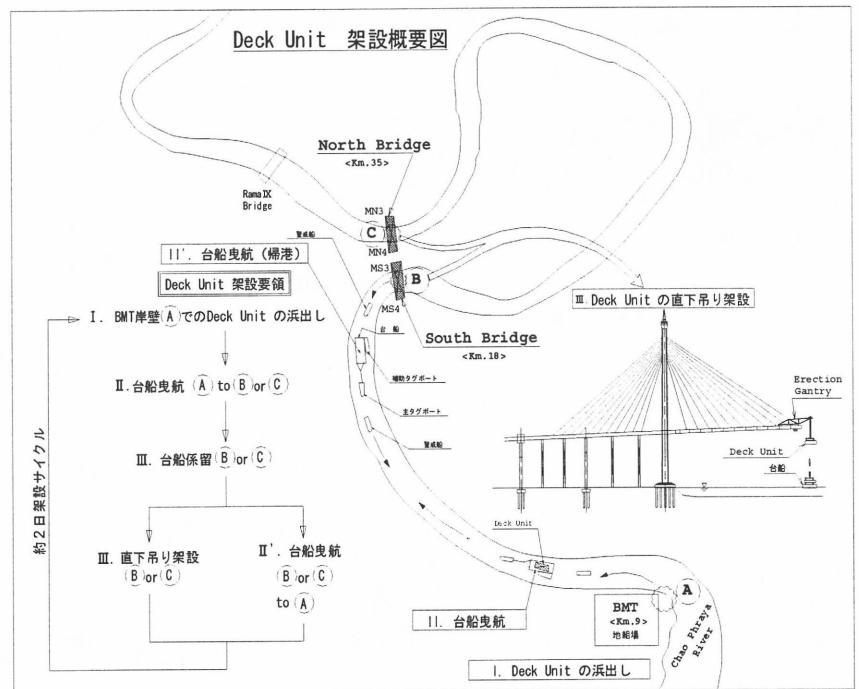 Deck Unit 架設概要図
North Bridge
<Km.35>
Rama IX
Bridge
MN3
C
MN4
警戒船
II'. 台船曳航(帰港)
MS3
B
MS4
Deck Unit 架設要領
III. Deck Unit の直下吊り架設
I. BMT岸壁(A)でのDeck Unit の浜出し
台船
South Bridge
<Km.18>
補助タグボート
II.台船曳航 (A) to (B)or(C)
主タグボート
警戒船
Erection
Gantry
Deck Unit
台船
III. 台船係留(B)or(C)
約2日架設サイクル
Deck Unit
III. 直下吊り架設
(B)or(C)
II'.台船曳航
(B)or(C)
to (A)
A
BMT
<Km.9>
地組場
II. 台船曳航
Chao Phraya
River
I. Deck Unit の浜出し